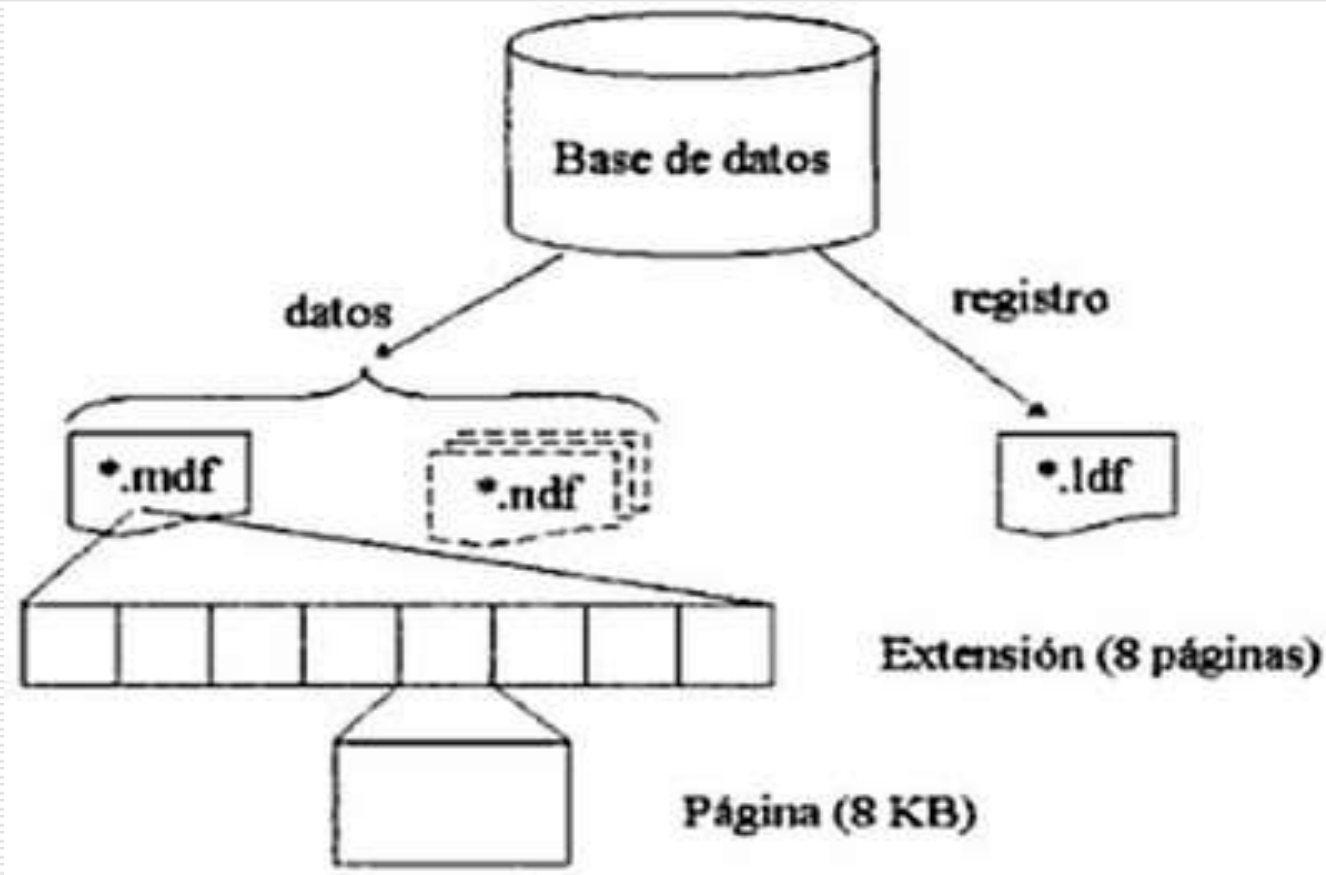 Base de datos
datos
registro
*.mdf
*.ndf
*.ldf
Extensión (8 páginas)
Página (8 KB)